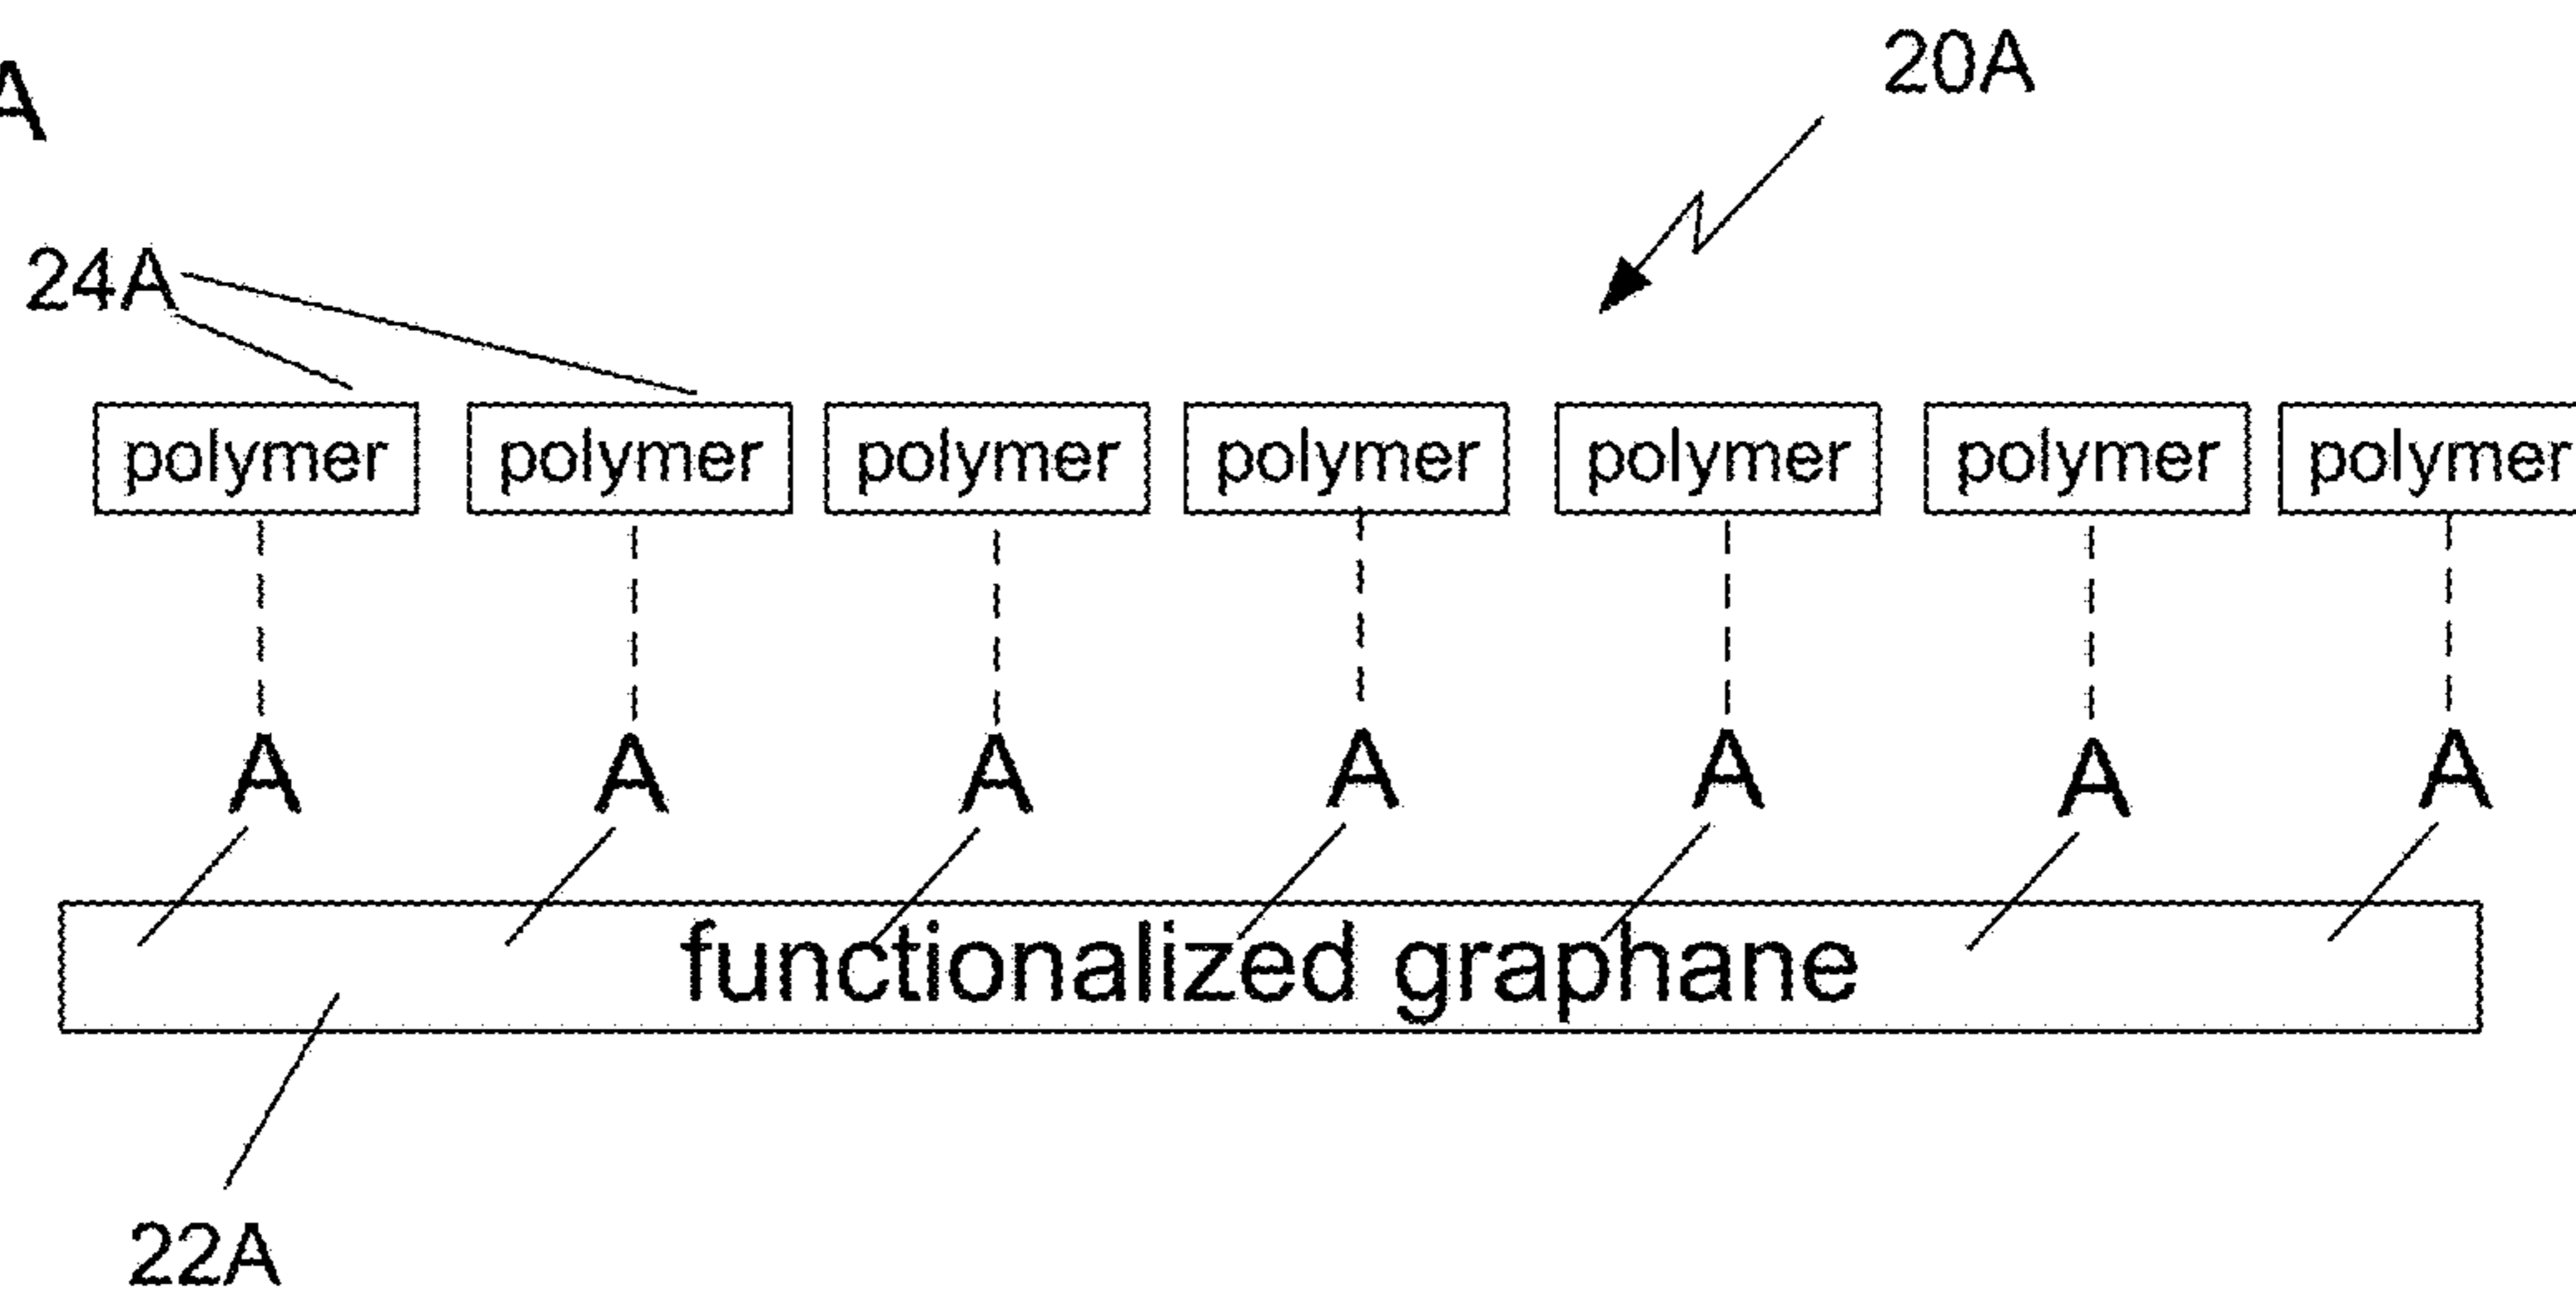 20A
A
24A
polymer polymer polymer polymer polymer polymer polymer
A A A A A A A
functionalized graphane
22A